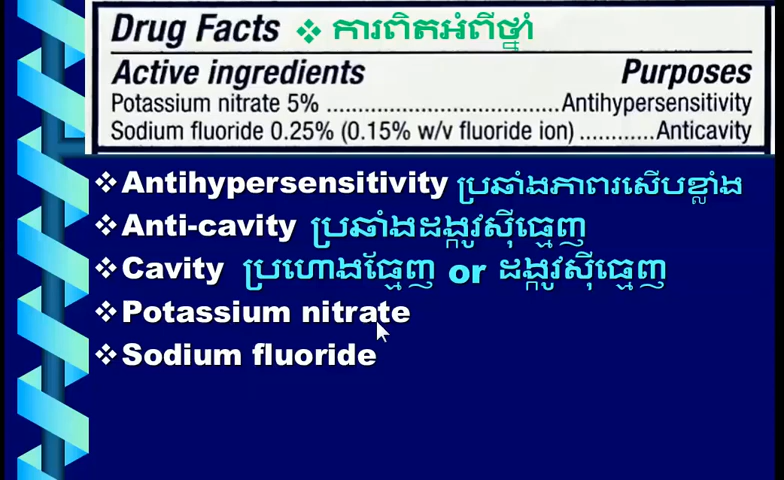 Drug Facts ❖ ការពិតអំពីថ្នាំ
Active ingredients Purposes
Potassium nitrate 5% ......................................Antihypersensitivity
Sodium fluoride 0.25% (0.15% w/v fluoride ion) ............Anticavity
❖Antihypersensitivity ប្រឆាំងភាពរសើបខ្លាំង
❖Anti-cavity ប្រឆាំងដង្កូវស៊ីធ្មេញ
❖Cavity ប្រហោងធ្មែញ or ដង្កូវស៊ីធ្មេញ
❖Potassium nitrate
❖Sodium fluoride